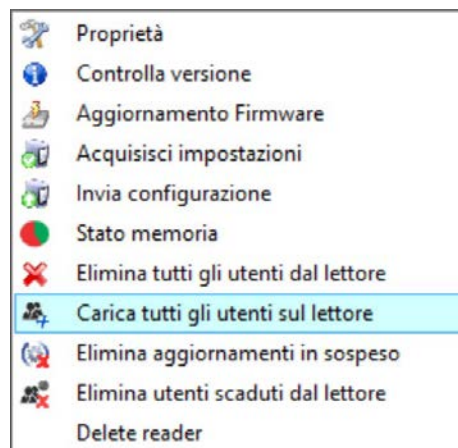 Proprietà
Controlla versione
Aggiornamento Firmware
Acquisisci impostazioni
Invia configurazione
Stato memoria
Elimina tutti gli utenti dal lettore
Carica tutti gli utenti sul lettore
Elimina aggiornamenti in sospeso
Elimina utenti scaduti dal lettore
Delete reader